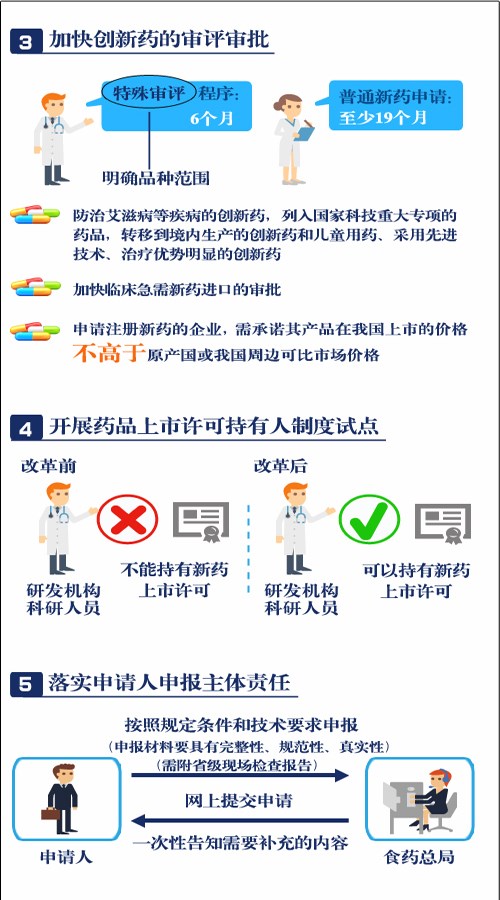 3 加快创新药的审评审批
特殊审评 程序:
6个月
普通新药申请:
至少19个月
明确品种范围
防治艾滋病等疾病的创新药，列入国家科技重大专项的
药品，转移到境内生产的创新药和儿童用药、采用先进
技术、治疗优势明显的创新药
加快临床急需新药进口的审批
申请注册新药的企业，需承诺其产品在我国上市的价格
不高于原产国或我国周边可比市场价格
4 开展药品上市许可持有人制度试点
改革前
不能持有新药
上市许可
研发机构
科研人员
改革后
可以持有新药
上市许可
研发机构
科研人员
5 落实申请人申报主体责任
按照规定条件和技术要求申报
（申报材料要具有完整性、规范性、真实性）
（需附省级现场检查报告）
网上提交申请
一次性告知需要补充的内容
申请人
食药总局